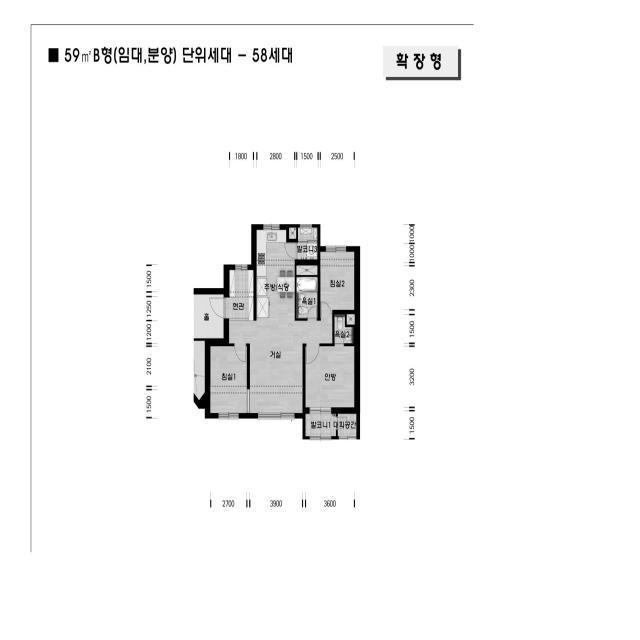 ■ 59㎡B형(임대,분양) 단위세대 - 58세대
확장형
1800 2800 1500 2500
발코니3
침실2
주방/식당
욕실1
현관
홀
욕실2
거실
침실1
안방
발코니1 대피공간
1500
1250
1200
2100
1500
1000
1000
2300
1500
3200
1500
2700 3900 3600